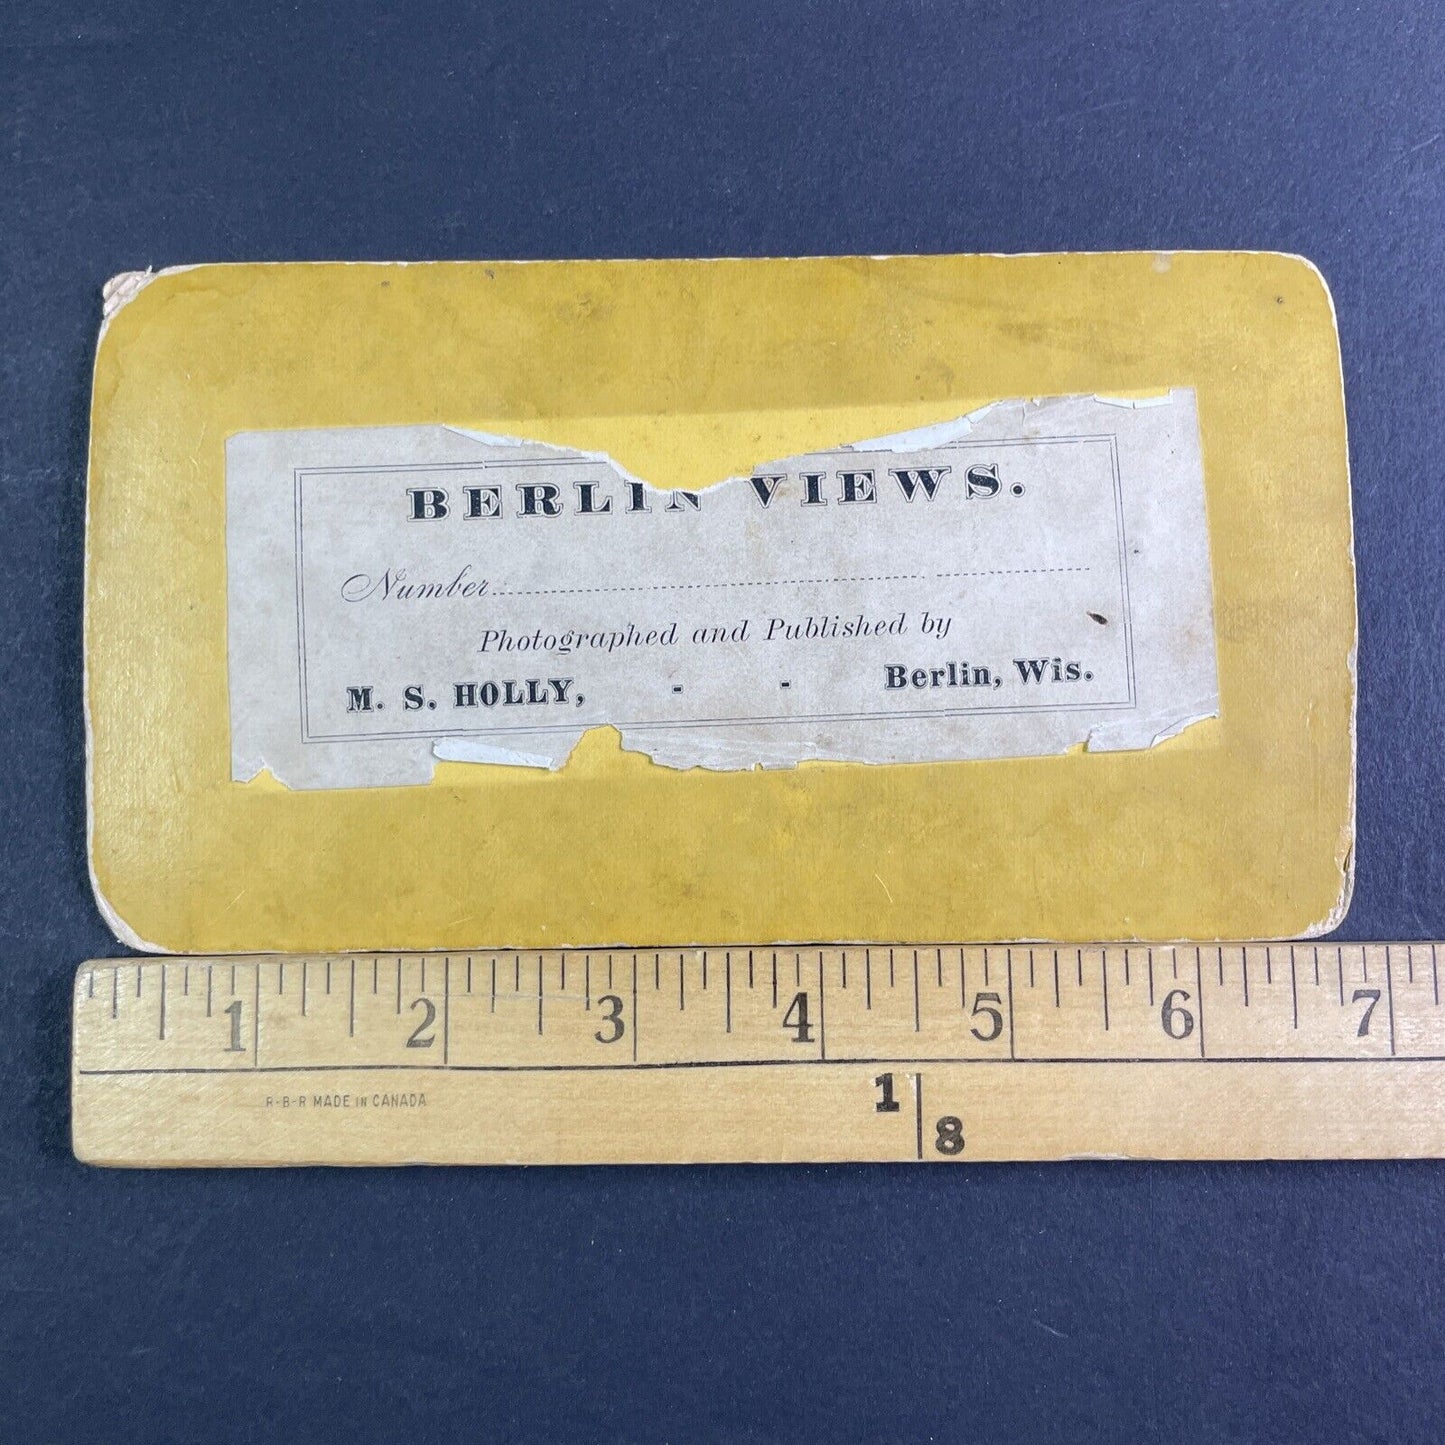 BERLIN VIEWS.
Number
Photographed and Published by
M. S. HOLLY, - - Berlin, Wis.
1 2 3 4 5 6 7
R-B-R MADE IN CANADA
1
8